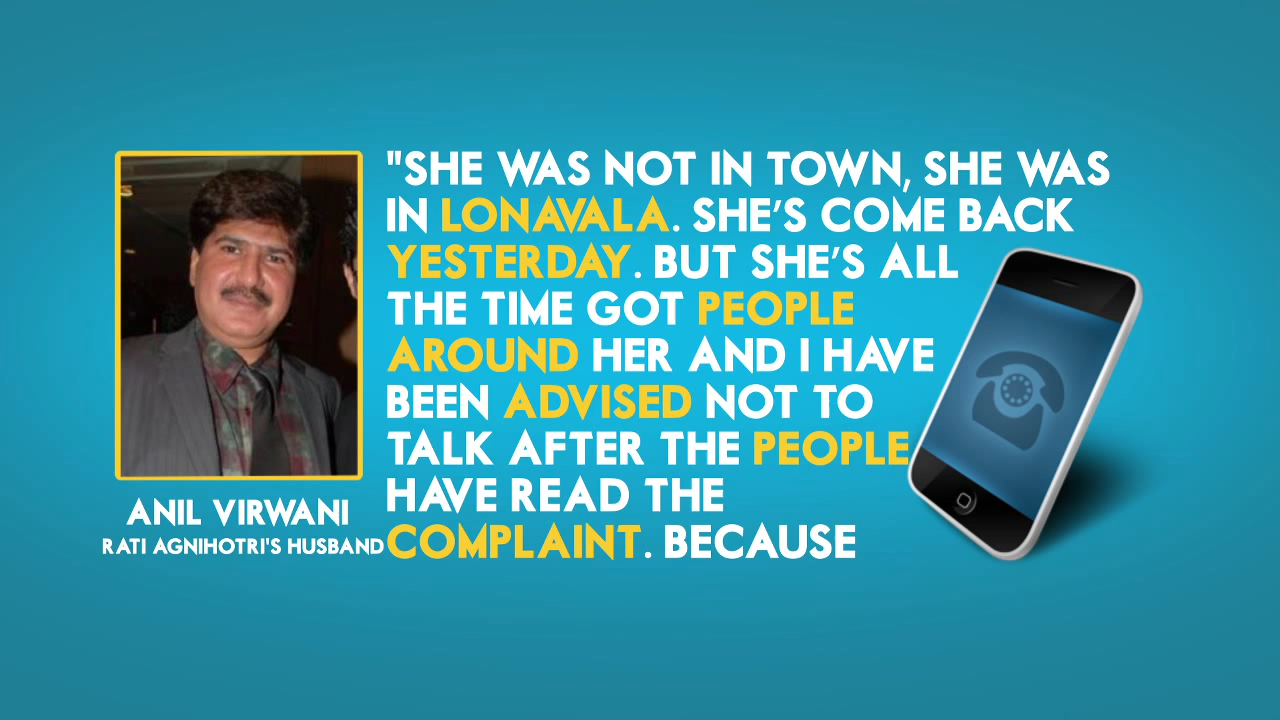 "SHE WAS NOT IN TOWN, SHE WAS
IN LONAVALA. SHE'S COME BACK
YESTERDAY. BUT SHE'S ALL
THE TIME GOT PEOPLE
AROUND HER AND I HAVE
BEEN ADVISED NOT TO
TALK AFTER THE PEOPLE
HAVE READ THE
COMPLAINT. BECAUSE
ANIL VIRWANI
RATI AGNIHOTRI'S HUSBAND